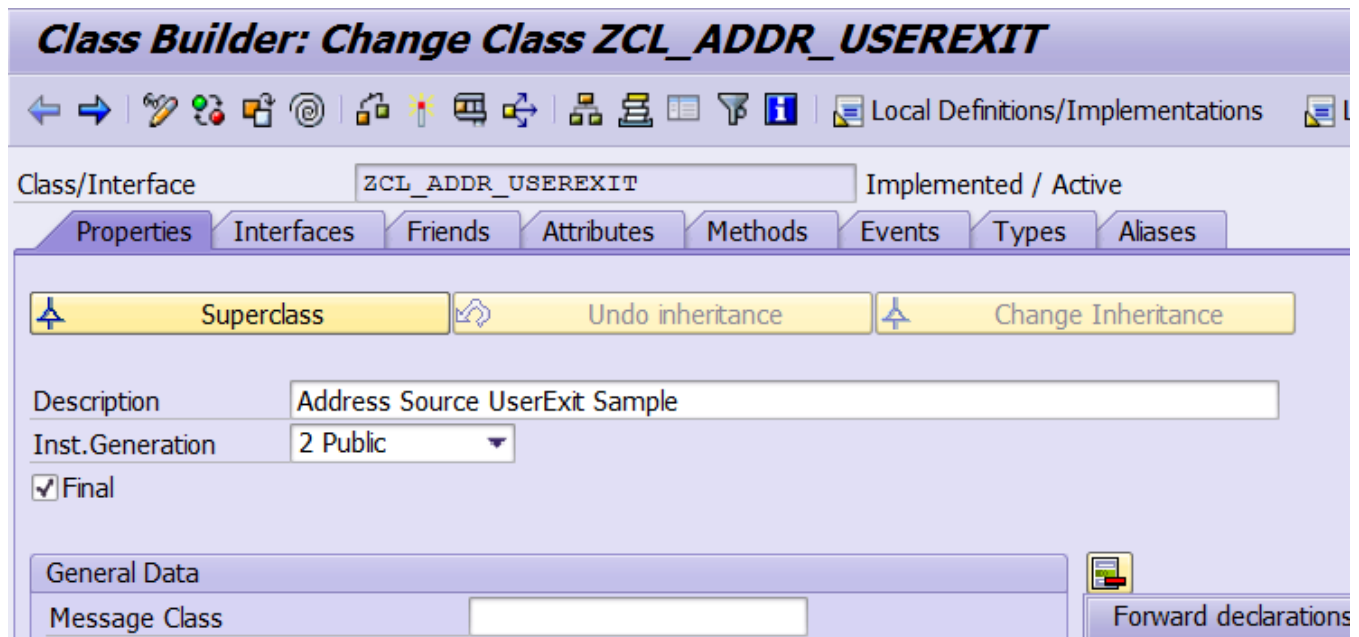 Class Builder: Change Class ZCL_ADDR_USEREXIT
Local Definitions/Implementations
Class/Interface ZCL_ADDR_USEREXIT Implemented / Active
Properties Interfaces Friends Attributes Methods Events Types Aliases
Superclass Undo inheritance Change Inheritance
Description Address Source UserExit Sample
Inst.Generation 2 Public
Final
General Data
Message Class Forward declarations